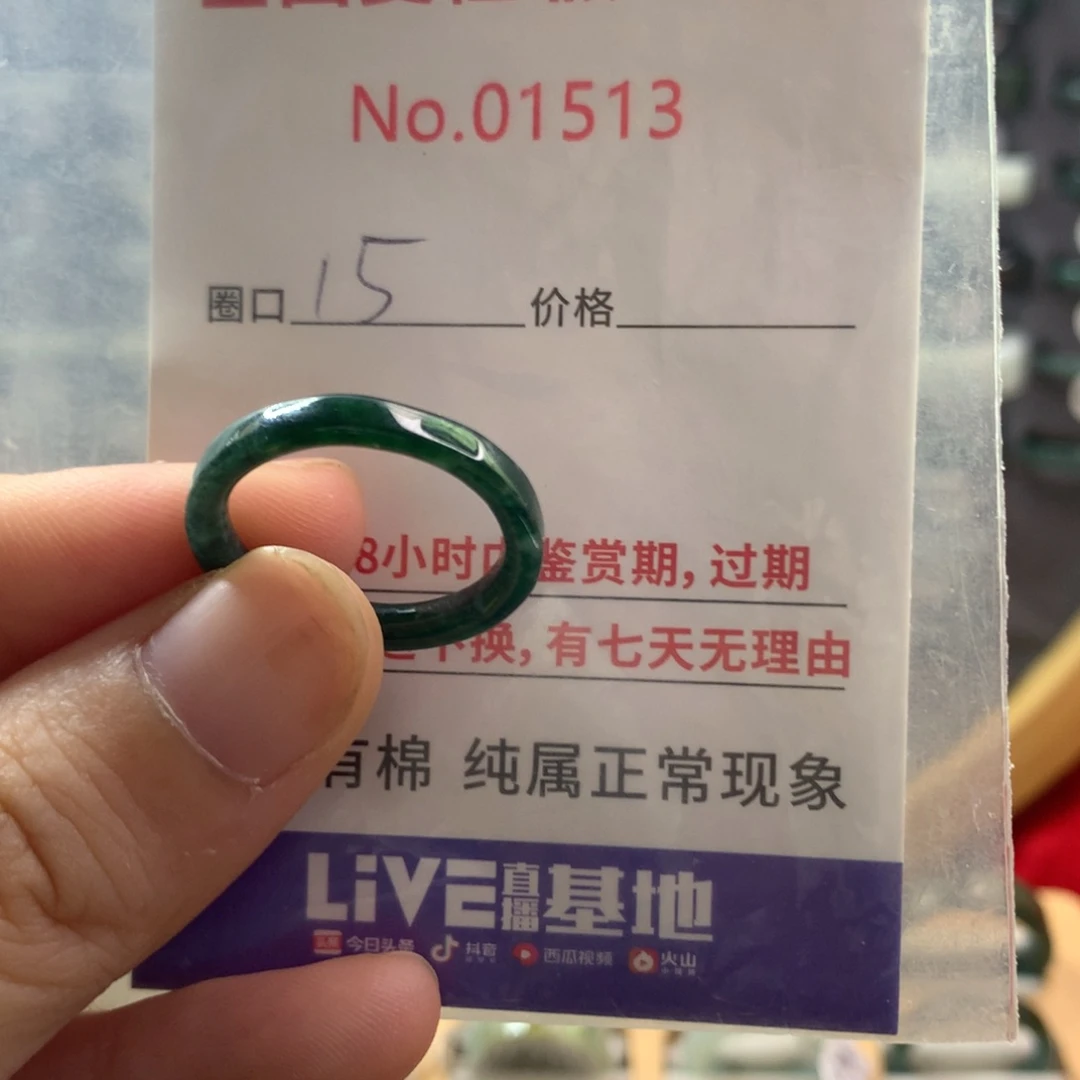 No.01513
圈口 15 价格
8小时内鉴赏期，过期
不换，有七天无理由
有棉 纯属正常现象
LiVE直播基地
今日头条 抖音 西瓜视频 火山